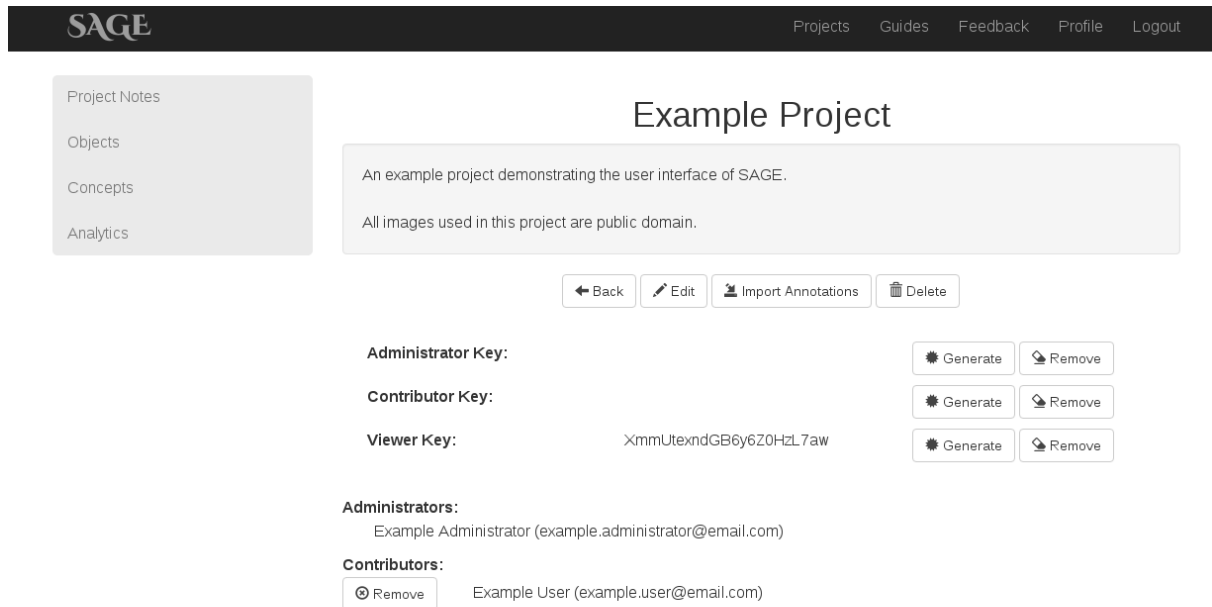 SAGE
Projects Guides Feedback Profile Logout
Project Notes
Objects
Concepts
Analytics
Example Project
An example project demonstrating the user interface of SAGE.
All images used in this project are public domain.
Back Edit Import Annotations Delete
Administrator Key: Generate Remove
Contributor Key: Generate Remove
Viewer Key: XmmUtexndGB6y6Z0HzL7aw Generate Remove
Administrators:
Example Administrator (example.administrator@email.com)
Contributors:
Remove Example User (example.user@email.com)